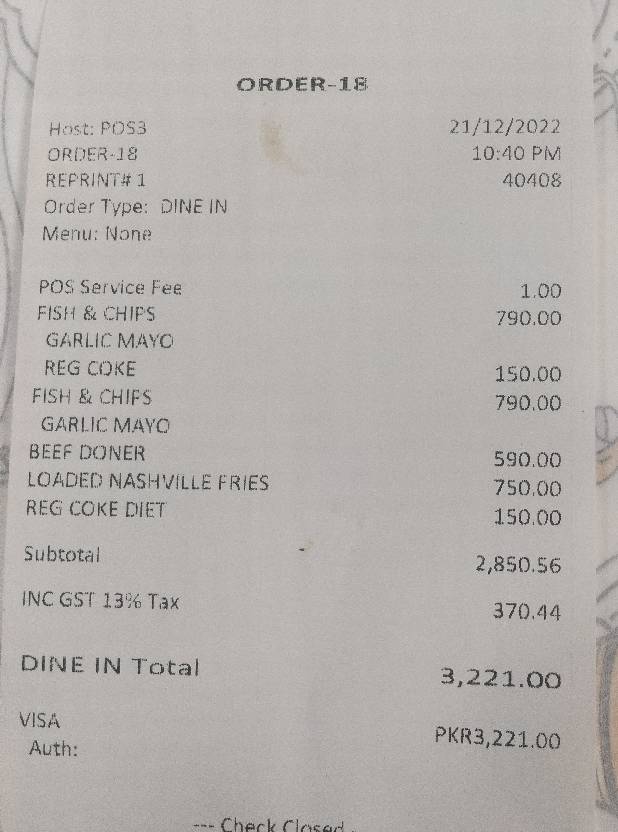 ORDER-18
Host: POS3 21/12/2022
ORDER-18 10:40 PM
REPRINT# 1 40408
Order Type: DINE IN
Menu: None
POS Service Fee 1.00
FISH & CHIPS 790.00
GARLIC MAYO
REG COKE 150.00
FISH & CHIPS 790.00
GARLIC MAYO
BEEF DONER 590.00
LOADED NASHVILLE FRIES 750.00
REG COKE DIET 150.00
Subtotal 2,850.56
INC GST 13% Tax 370.44
DINE IN Total 3,221.00
VISA PKR3,221.00
Auth:
--- Check Closed -